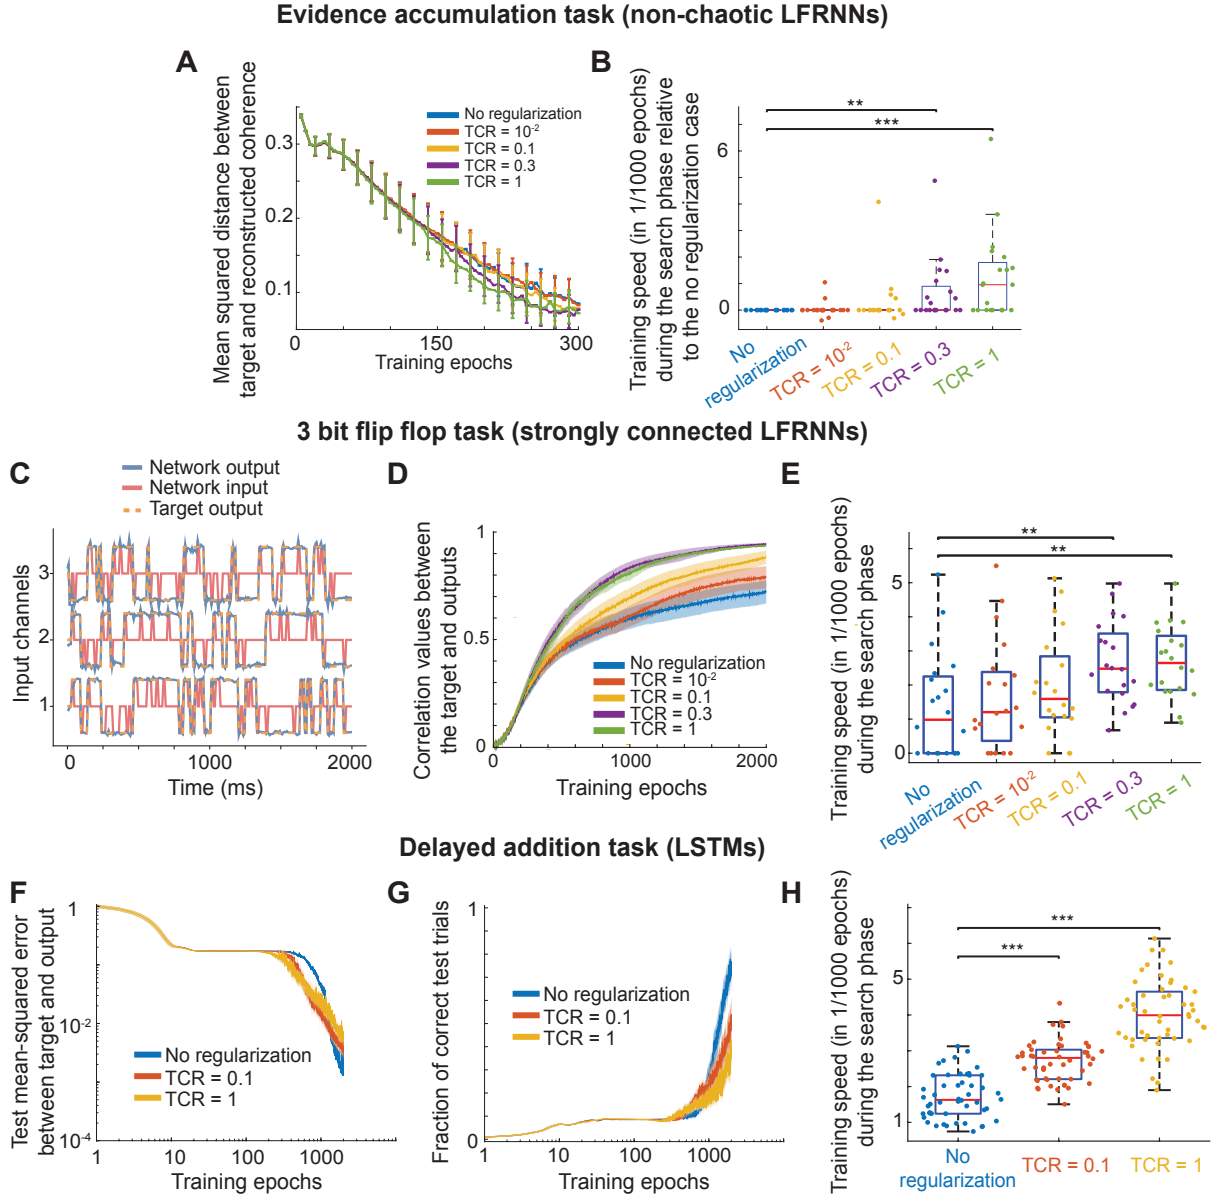 Evidence accumulation task (non-chaotic LFRNNs)
A
Mean squared distance between
target and reconstructed coherence
0.3
0.2
0.1
0
150
300
Training epochs
No regularization
TCR = 10⁻²
TCR = 0.1
TCR = 0.3
TCR = 1
B
Training speed (in 1/1000 epochs)
during the search phase relative
to the no regularization case
6
0
**
***
No
regularization
TCR = 10⁻²
TCR = 0.1
TCR = 0.3
TCR = 1
3 bit flip flop task (strongly connected LFRNNs)
C
Network output
Network input
Target output
Input channels
3
2
1
0
1000
2000
Time (ms)
D
Correlation values between
the target and outputs
1
0.5
0
0
1000
2000
Training epochs
No regularization
TCR = 10⁻²
TCR = 0.1
TCR = 0.3
TCR = 1
E
Training speed (in 1/1000 epochs)
during the search phase
5
0
**
**
No
regularization
TCR = 10⁻²
TCR = 0.1
TCR = 0.3
TCR = 1
Delayed addition task (LSTMs)
F
Test mean-squared error
between target and output
1
10⁻²
10⁻⁴
1
10
100
1000
Training epochs
No regularization
TCR = 0.1
TCR = 1
G
Fraction of correct test trials
1
0
1
10
100
1000
Training epochs
No regularization
TCR = 0.1
TCR = 1
H
Training speed (in 1/1000 epochs)
during the search phase
5
1
***
***
No
regularization
TCR = 0.1
TCR = 1